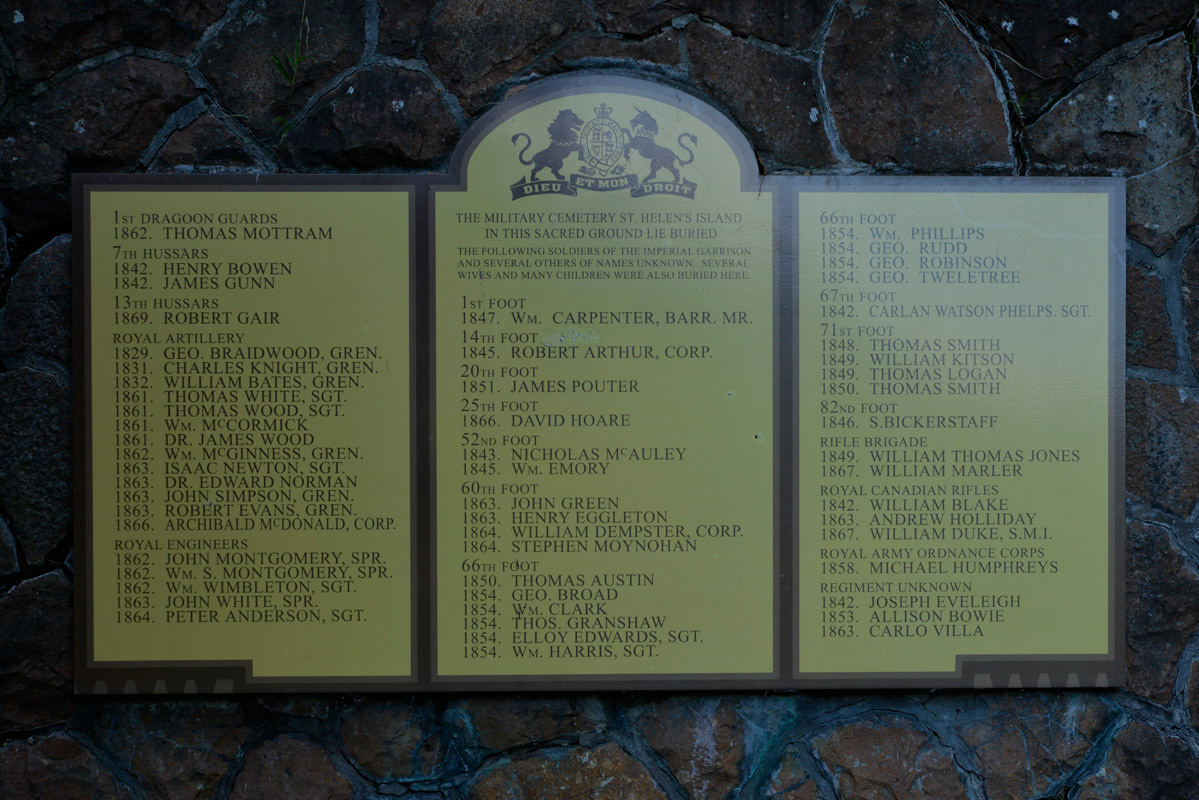 1ST DRAGOON GUARDS
1862. THOMAS MOTTRAM
7TH HUSSARS
1842. HENRY BOWEN
1842. JAMES GUNN
13TH HUSSARS
1869. ROBERT GAIR
ROYAL ARTILLERY
1829. GEO. BRAIDWOOD, GREN.
1831. CHARLES KNIGHT, GREN.
1832. WILLIAM BATES, GREN.
1861. THOMAS WHITE, SGT.
1861. THOMAS WOOD, SGT.
1861. WM. MCCORMICK
1861. DR. JAMES WOOD
1862. WM. MCGINNESS, GREN.
1863. ISAAC NEWTON, SGT.
1863. DR. EDWARD NORMAN
1863. JOHN SIMPSON, GREN.
1863. ROBERT EVANS, GREN.
1866. ARCHIBALD MCDONALD, CORP.
ROYAL ENGINEERS
1862. JOHN MONTGOMERY, SPR.
1862. WM. S. MONTGOMERY, SPR.
1862. WM. WIMBLETON, SGT.
1863. JOHN WHITE, SPR.
1864. PETER ANDERSON, SGT.
DIEU ET MON DROIT
THE MILITARY CEMETERY ST. HELEN'S ISLAND
IN THIS SACRED GROUND LIE BURIED
THE FOLLOWING SOLDIERS OF THE IMPERIAL GARRISON
AND SEVERAL OTHERS OF NAMES UNKNOWN. SEVERAL
WIVES AND MANY CHILDREN WERE ALSO BURIED HERE.
1ST FOOT
1847. WM. CARPENTER, BARR. MR.
14TH FOOT
1845. ROBERT ARTHUR, CORP.
20TH FOOT
1851. JAMES POUTER
25TH FOOT
1866. DAVID HOARE
52ND FOOT
1843. NICHOLAS MCAULEY
1845. WM. EMORY
60TH FOOT
1863. JOHN GREEN
1863. HENRY EGGLETON
1864. WILLIAM DEMPSTER, CORP.
1864. STEPHEN MOYNOHAN
66TH FOOT
1850. THOMAS AUSTIN
1854. GEO. BROAD
1854. WM. CLARK
1854. THOS. GRANSHAW
1854. ELLOY EDWARDS, SGT.
1854. WM. HARRIS, SGT.
66TH FOOT
1854. WM. PHILLIPS
1854. GEO. RUDD
1854. GEO. ROBINSON
1854. GEO. TWELETREE
67TH FOOT
1842. CARLAN WATSON PHELPS. SGT.
71ST FOOT
1848. THOMAS SMITH
1849. WILLIAM KITSON
1849. THOMAS LOGAN
1850. THOMAS SMITH
82ND FOOT
1846. S.BICKERSTAFF
RIFLE BRIGADE
1849. WILLIAM THOMAS JONES
1867. WILLIAM MARLER
ROYAL CANADIAN RIFLES
1842. WILLIAM BLAKE
1863. ANDREW HOLLIDAY
1867. WILLIAM DUKE, S.M.I.
ROYAL ARMY ORDNANCE CORPS
1858. MICHAEL HUMPHREYS
REGIMENT UNKNOWN
1842. JOSEPH EVELEIGH
1853. ALLISON BOWIE
1863. CARLO VILLA